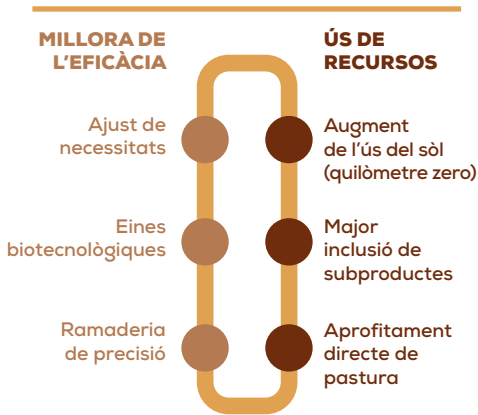 MILLORA DE
L'EFICÀCIA
Ajust de
necessitats
Eines
biotecnològiques
Ramaderia
de precisió
ÚS DE
RECURSOS
Augment
de l'ús del sòl
(quilòmetre zero)
Major
inclusió de
subproductes
Aprofitament
directe de
pastura